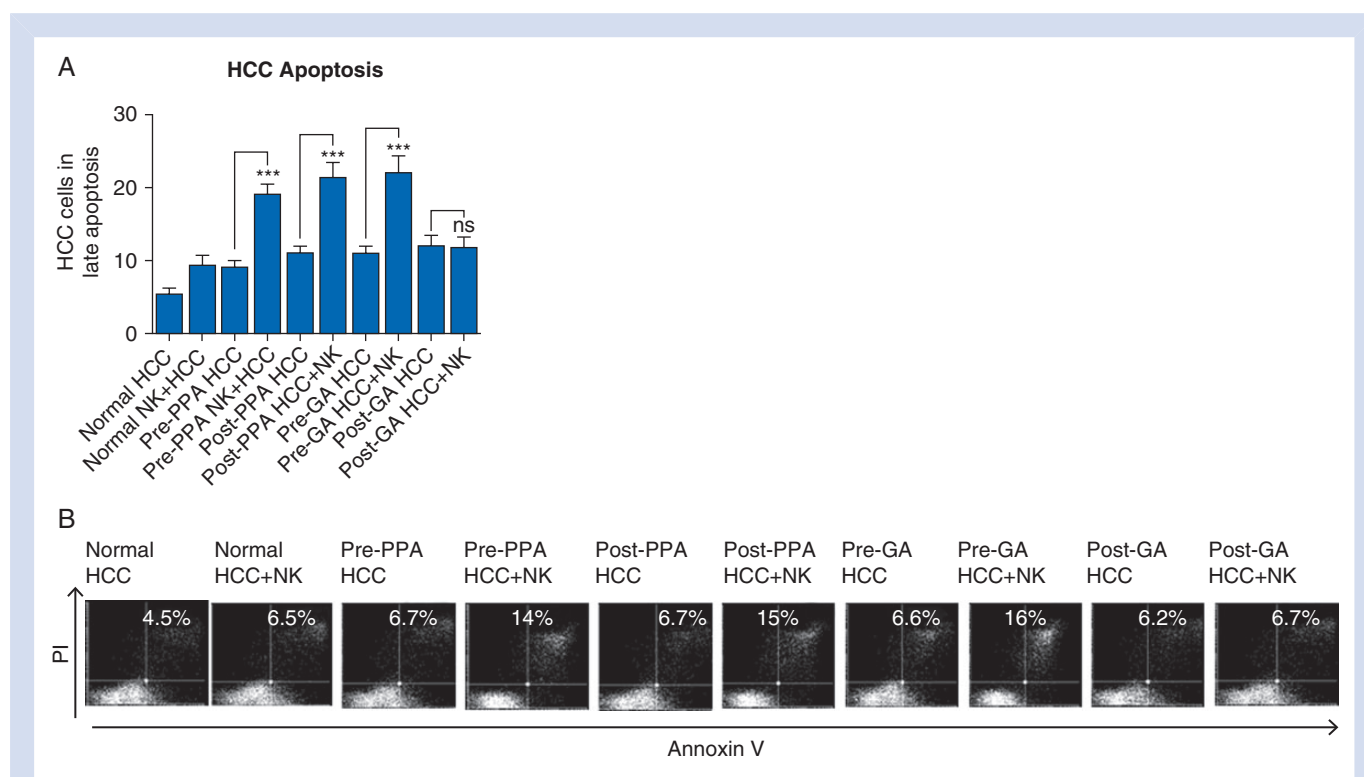 A
HCC Apoptosis
HCC cells in
late apoptosis
30
20
10
0
***
***
***
ns
Normal HCC
Normal NK+HCC
Pre-PPA HCC
Pre-PPA NK+HCC
Post-PPA HCC
Post-PPA HCC+NK
Pre-GA HCC
Pre-GA HCC+NK
Post-GA HCC
Post-GA HCC+NK
B
Normal
HCC
Normal
HCC+NK
Pre-PPA
HCC
Pre-PPA
HCC+NK
Post-PPA
HCC
Post-PPA
HCC+NK
Pre-GA
HCC
Pre-GA
HCC+NK
Post-GA
HCC
Post-GA
HCC+NK
PI
4.5%
6.5%
6.7%
14%
6.7%
15%
6.6%
16%
6.2%
6.7%
Annoxin V